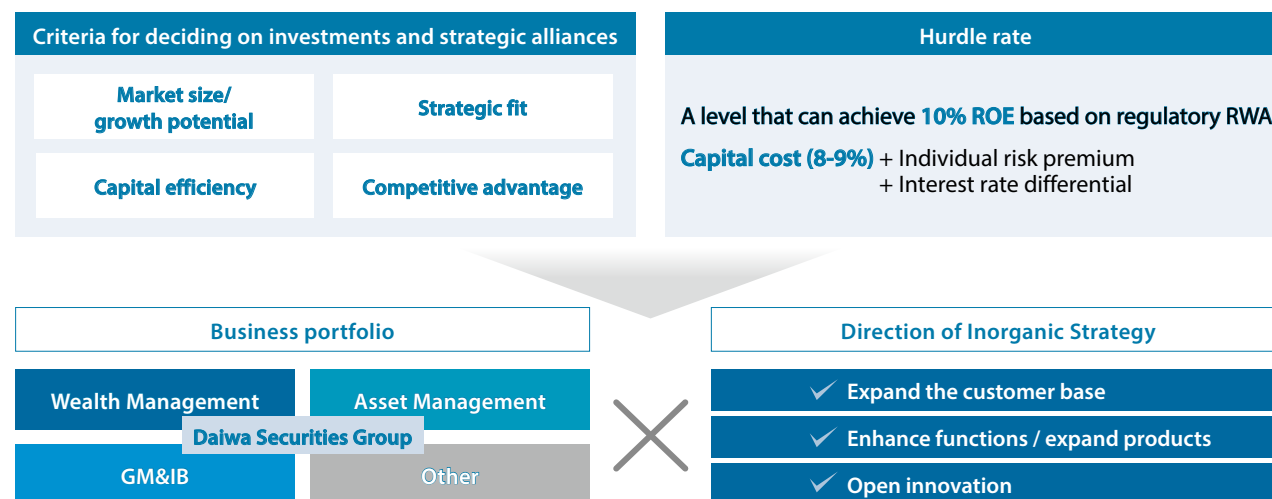 Criteria for deciding on investments and strategic alliances
Market size/
growth potential
Strategic fit
Capital efficiency
Competitive advantage
Hurdle rate
A level that can achieve 10% ROE based on regulatory RWA
Capital cost (8-9%) + Individual risk premium
+ Interest rate differential
Business portfolio
Wealth Management
Asset Management
Daiwa Securities Group
GM&IB
Other
Direction of Inorganic Strategy
Expand the customer base
Enhance functions / expand products
Open innovation